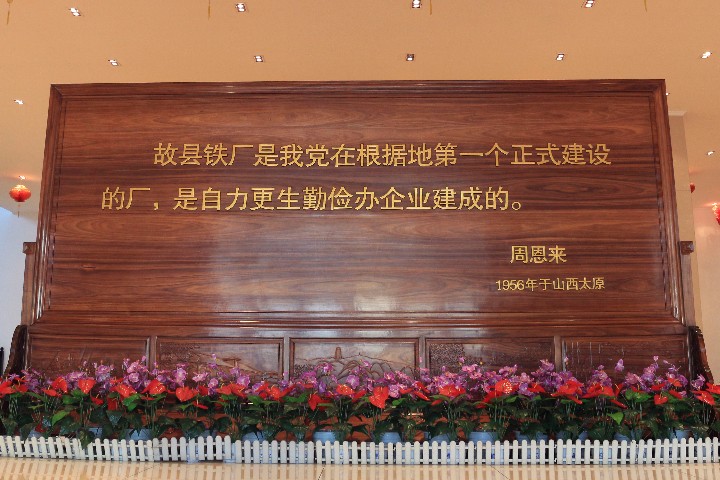 故县铁厂是我党在根据地第一个正式建设
的厂，是自力更生勤俭办企业建成的。
周恩来
1956年于山西太原